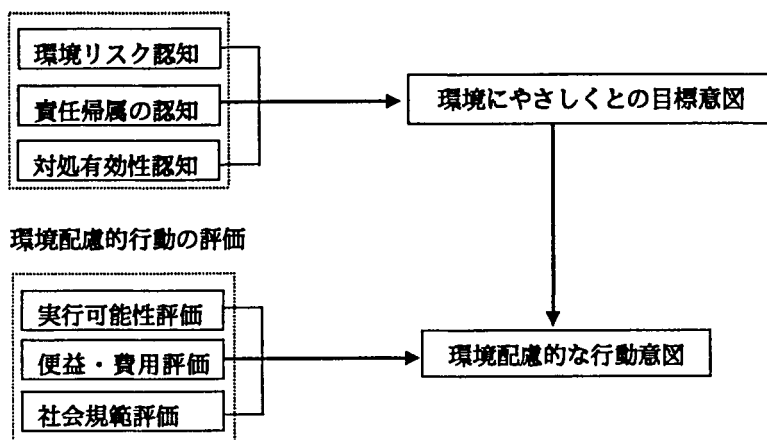 環境リスク認知
責任帰属の認知
対処有効性認知
環境にやさしくとの目標意図
環境配慮的行動の評価
実行可能性評価
便益・費用評価
社会規範評価
環境配慮的な行動意図